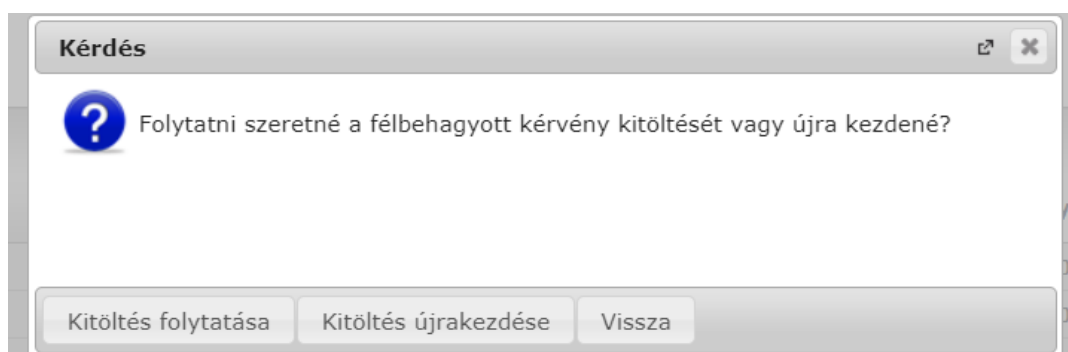 Kérdés
Folytatni szeretné a félbehagyott kérvény kitöltését vagy újra kezdené?
Kitöltés folytatása Kitöltés újrakezdése Vissza